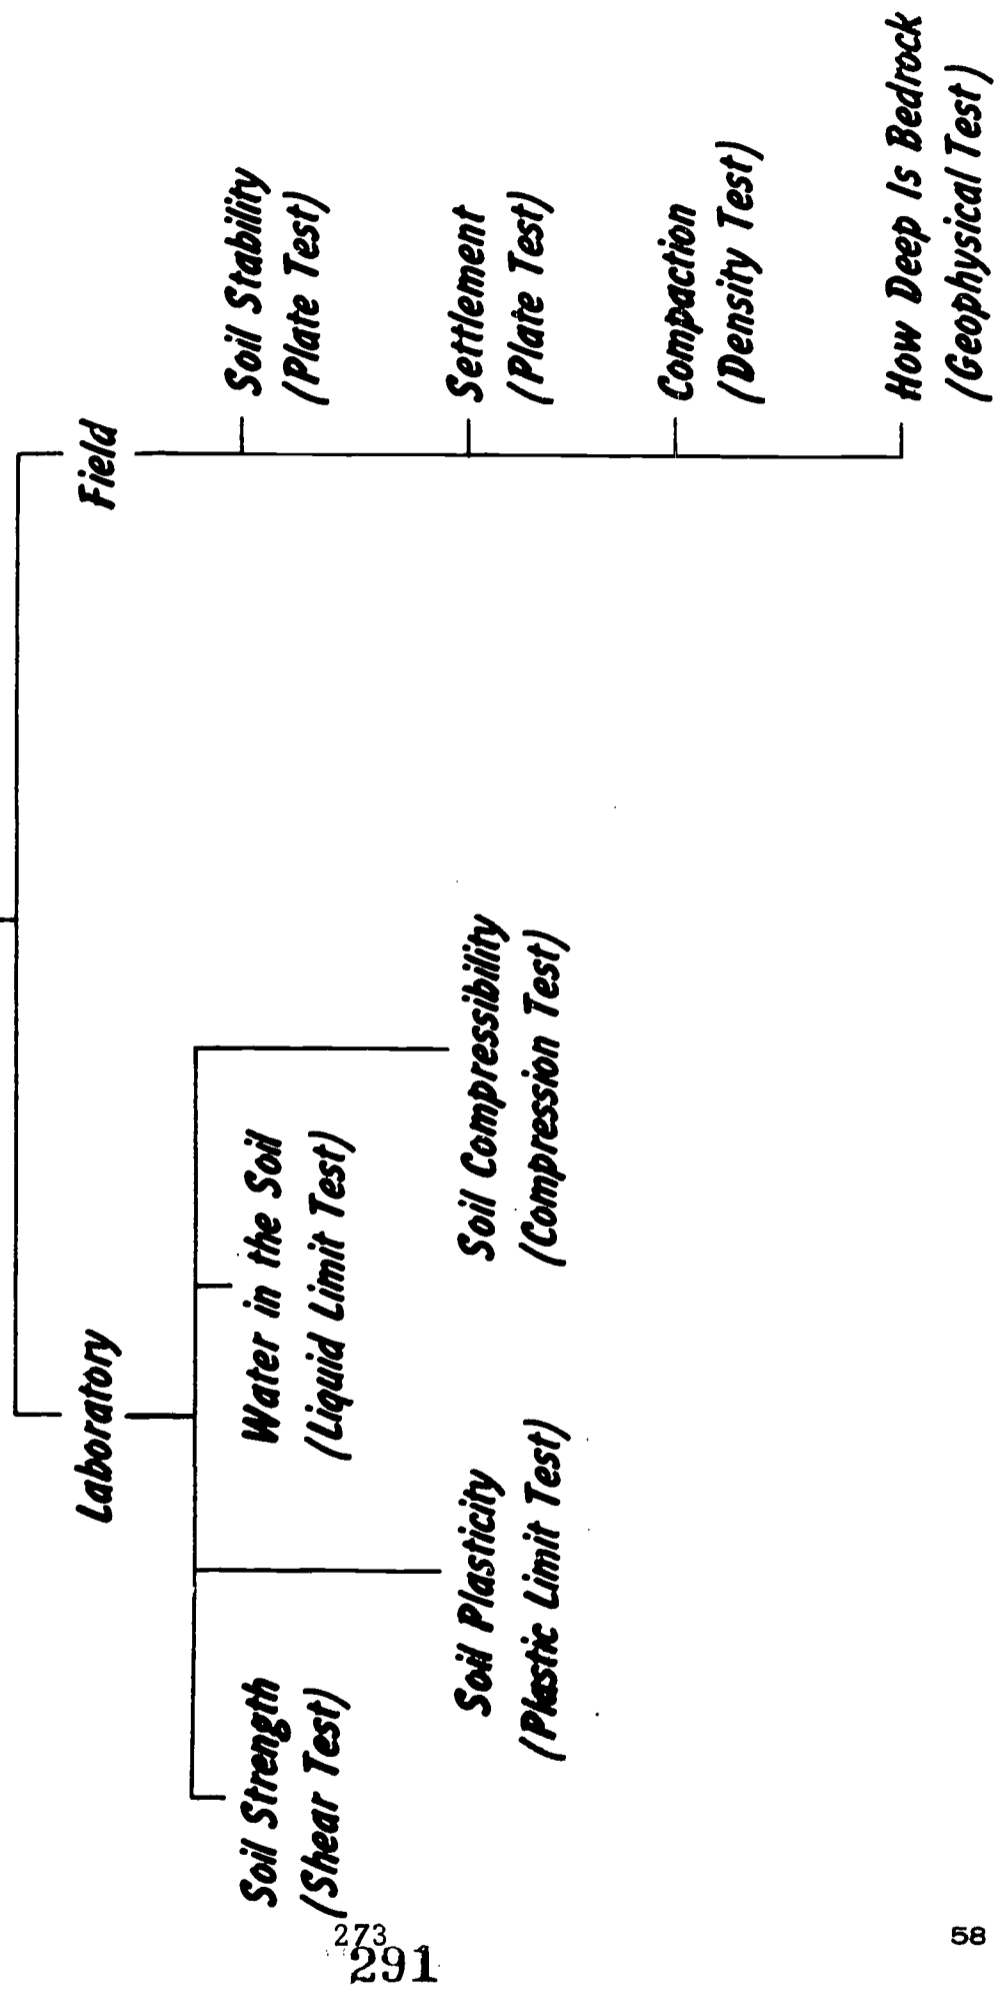 Laboratory
Field
Soil Strength
(Shear Test)
Water in the Soil
(Liquid Limit Test)
Soil Plasticity
(Plastic Limit Test)
Soil Compressibility
(Compression Test)
Soil Stability
(Plate Test)
Settlement
(Plate Test)
Compaction
(Density Test)
How Deep Is Bedrock
(Geophysical Test)
273
291
58